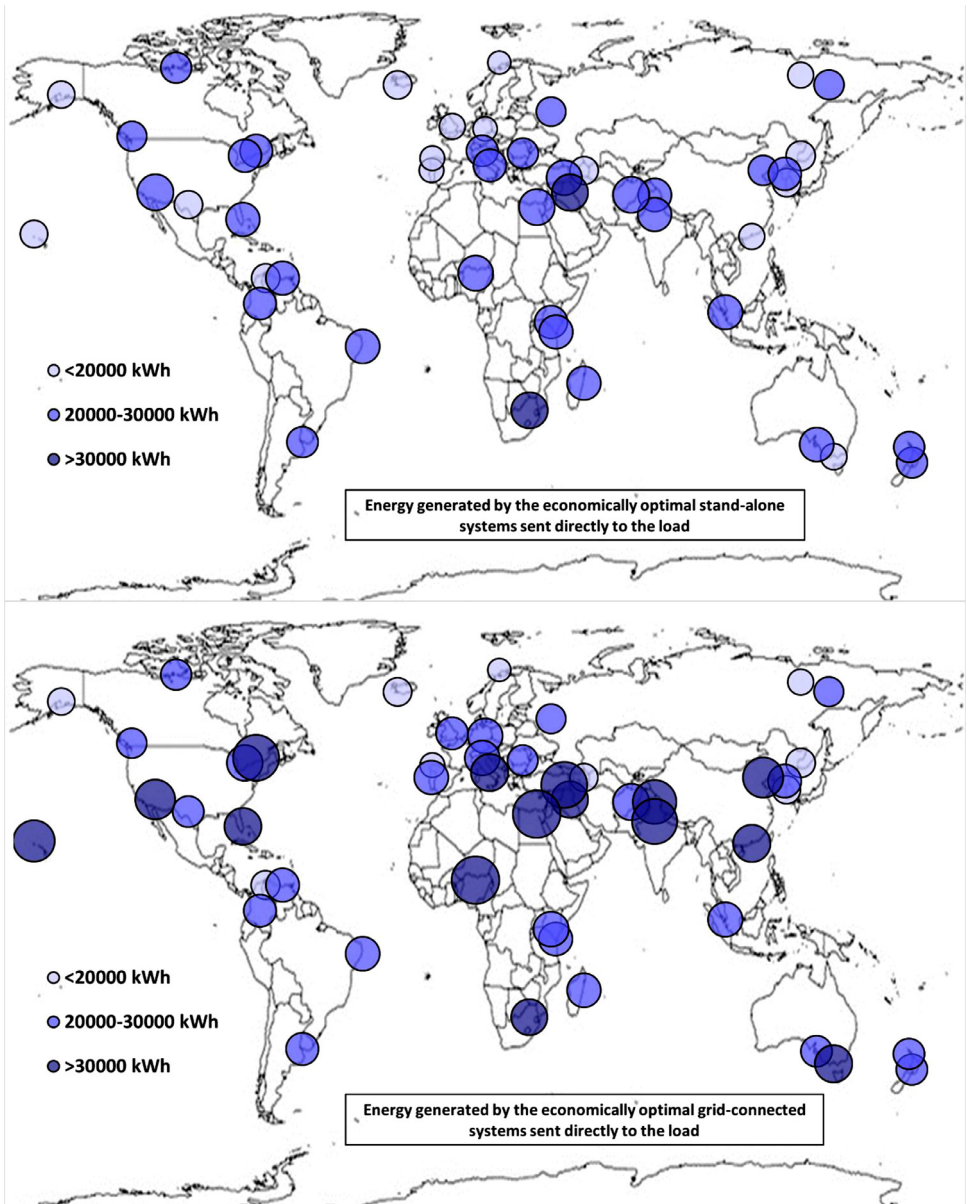 <20000 kWh
20000-30000 kWh
>30000 kWh
Energy generated by the economically optimal stand-alone
systems sent directly to the load
<20000 kWh
20000-30000 kWh
>30000 kWh
Energy generated by the economically optimal grid-connected
systems sent directly to the load